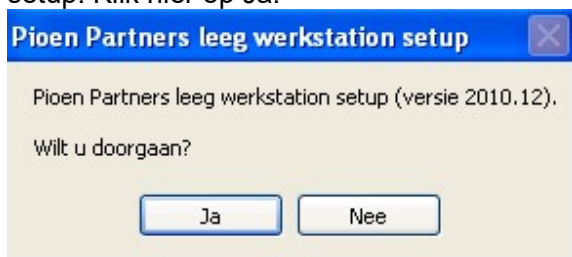 setup. Klik hier op Ja.
Pioen Partners leeg werkstation setup
Pioen Partners leeg werkstation setup (versie 2010.12).
Wilt u doorgaan?
Ja
Nee